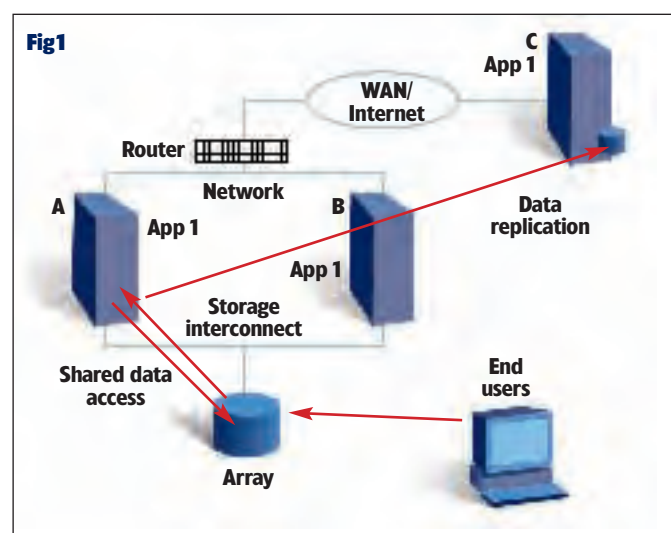 Fig1
C
App 1
WAN/
Internet
Router
Network
A
App 1
B
App 1
Data
replication
Storage
interconnect
Shared data
access
End
users
Array